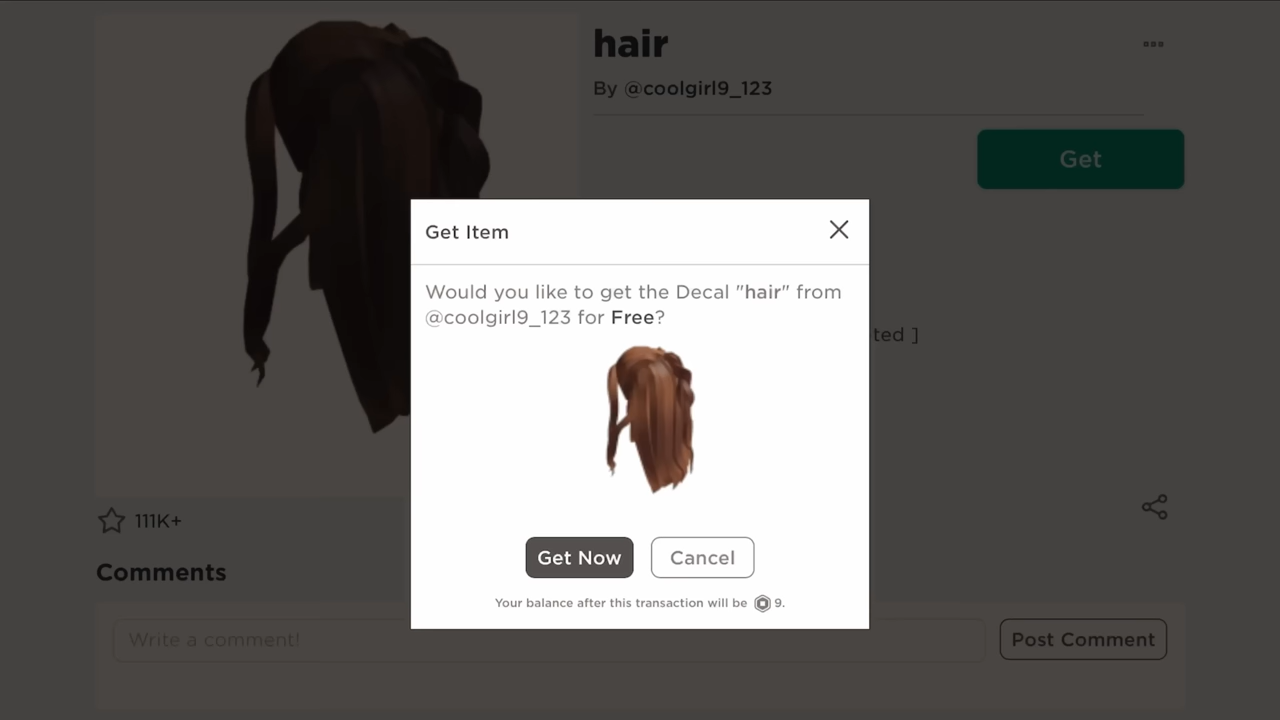 hair
By @coolgirl9_123
Get
Get Item
Would you like to get the Decal "hair" from
@coolgirl9_123 for Free?
ted ]
111K+
Get Now
Cancel
Your balance after this transaction will be 9.
Comments
Write a comment!
Post Comment